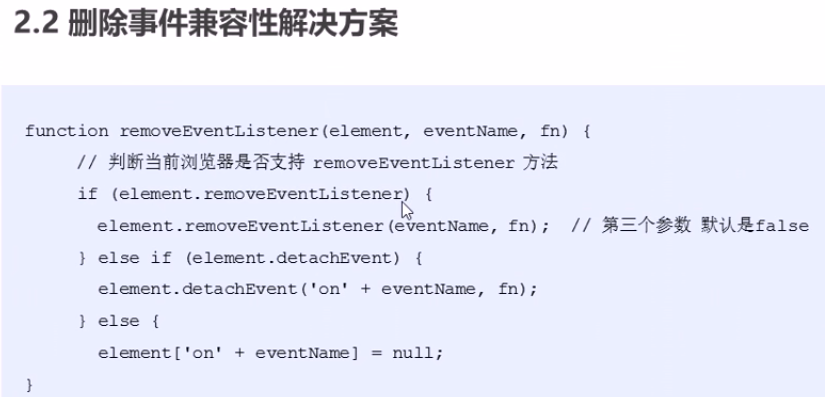 2.2 删除事件兼容性解决方案
function removeEventListener(element, eventName, fn) {
// 判断当前浏览器是否支持 removeEventListener 方法
if (element.removeEventListener) {
element.removeEventListener(eventName, fn); // 第三个参数 默认是false
} else if (element.detachEvent) {
element.detachEvent('on' + eventName, fn);
} else {
element['on' + eventName] = null;
}